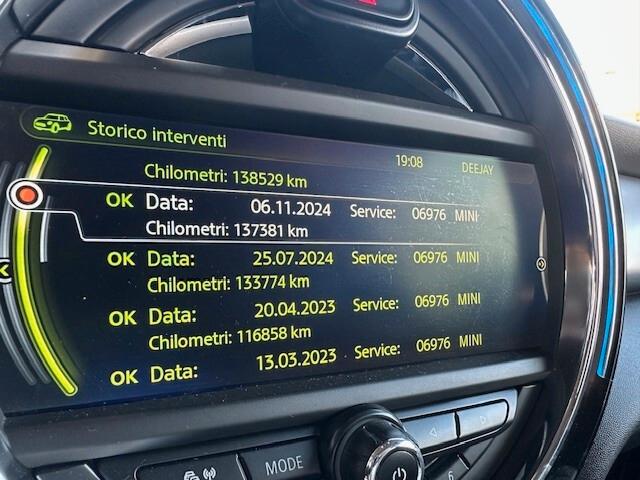 Storico interventi
19:08 DEEJAY
Chilometri: 138529 km
OK Data: 06.11.2024 Service: 06976 MINI
Chilometri: 137381 km
OK Data: 25.07.2024 Service: 06976 MINI
Chilometri: 133774 km
OK Data: 20.04.2023 Service: 06976 MINI
Chilometri: 116858 km
OK Data: 13.03.2023 Service: 06976 MINI
MODE
6